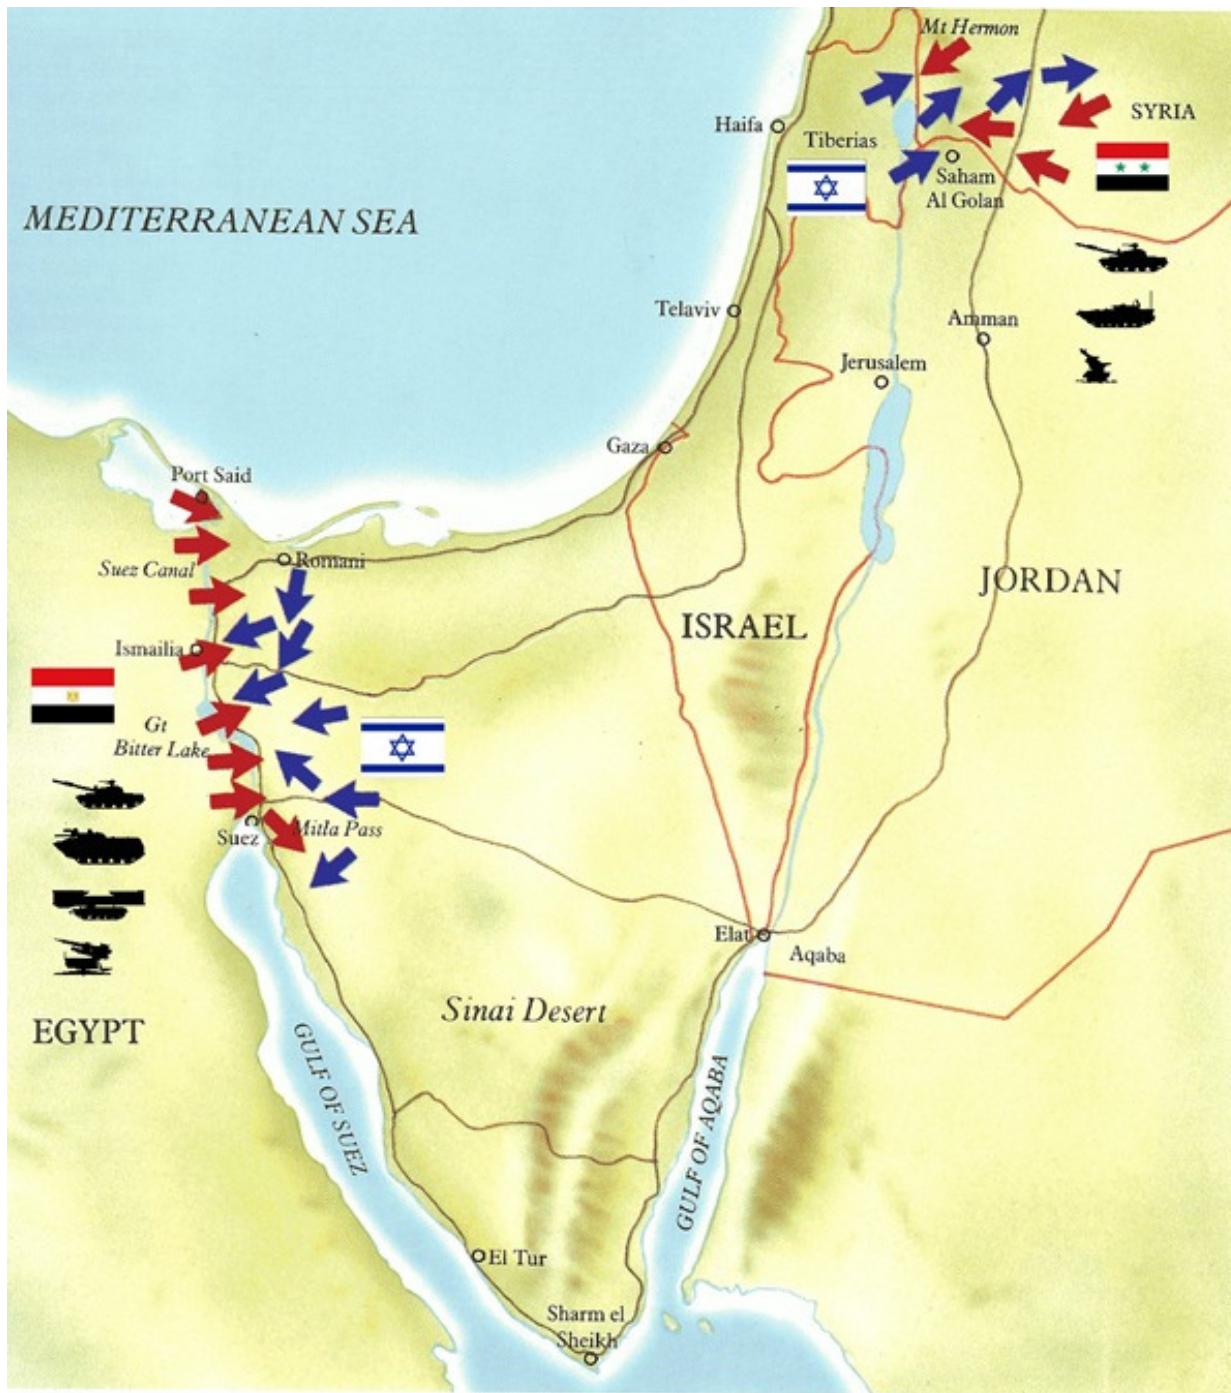 Mt Hermon
SYRIA
Haifa
Tiberias
Saham
Al Golan
MEDITERRANEAN SEA
Telaviv
Amman
Jerusalem
Gaza
Port Said
Romani
Suez Canal
JORDAN
ISRAEL
Ismailia
Gt
Bitter Lake
Mitla Pass
Suez
Elat
Aqaba
Sinai Desert
EGYPT
GULF OF SUEZ
GULF OF AQABA
El Tur
Sharm el
Sheikh